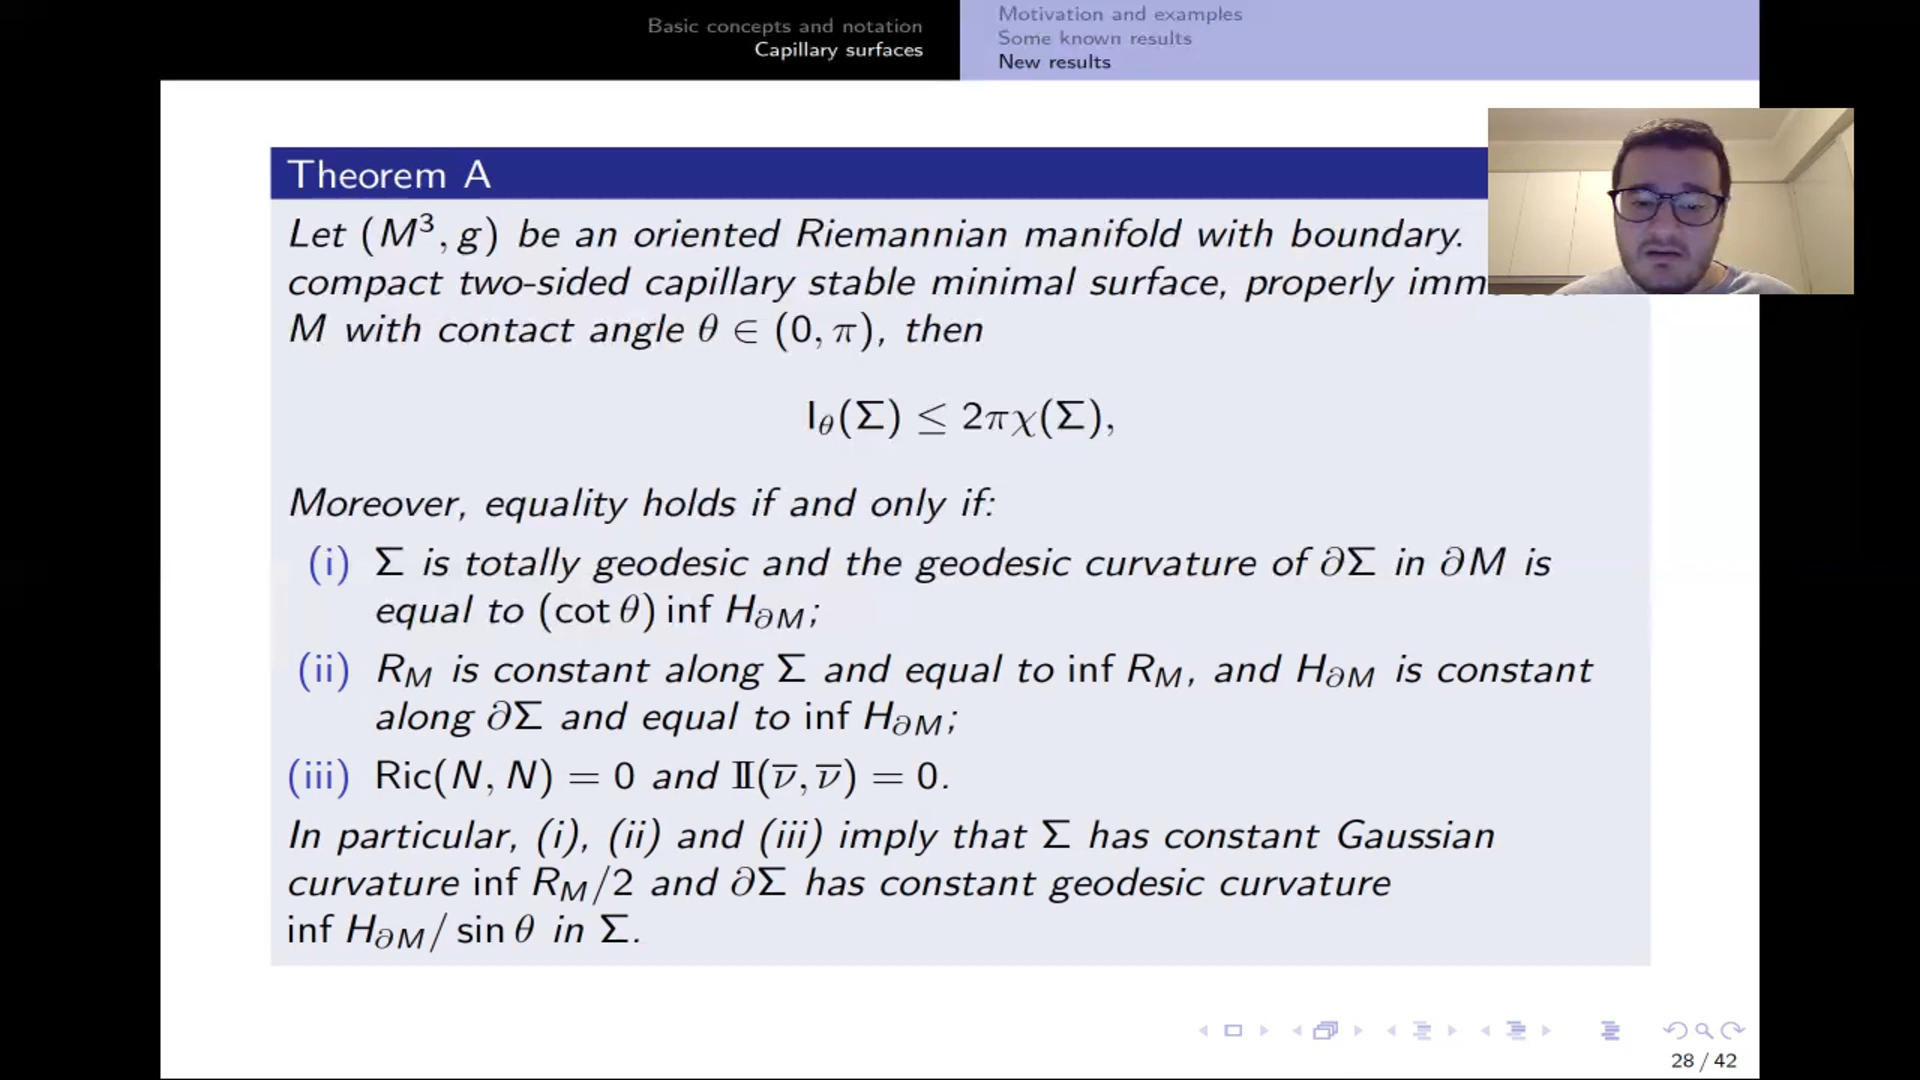 Basic concepts and notation
Capillary surfaces
Motivation and examples
Some known results
New results
Theorem A
Let (M³, g) be an oriented Riemannian manifold with boundary.
compact two-sided capillary stable minimal surface, properly
M with contact angle θ ∈ (0, π), then
I_θ(Σ) ≤ 2πχ(Σ),
Moreover, equality holds if and only if:
(i) Σ is totally geodesic and the geodesic curvature of ∂Σ in ∂M is
equal to (cot θ) inf H_∂M;
(ii) R_M is constant along Σ and equal to inf R_M, and H_∂M is constant
along ∂Σ and equal to inf H_∂M;
(iii) Ric(N, N) = 0 and 𝕀𝕀(ν̅, ν̅) = 0.
In particular, (i), (ii) and (iii) imply that Σ has constant Gaussian
curvature inf R_M/2 and ∂Σ has constant geodesic curvature
inf H_∂M/ sin θ in Σ.
28 / 42